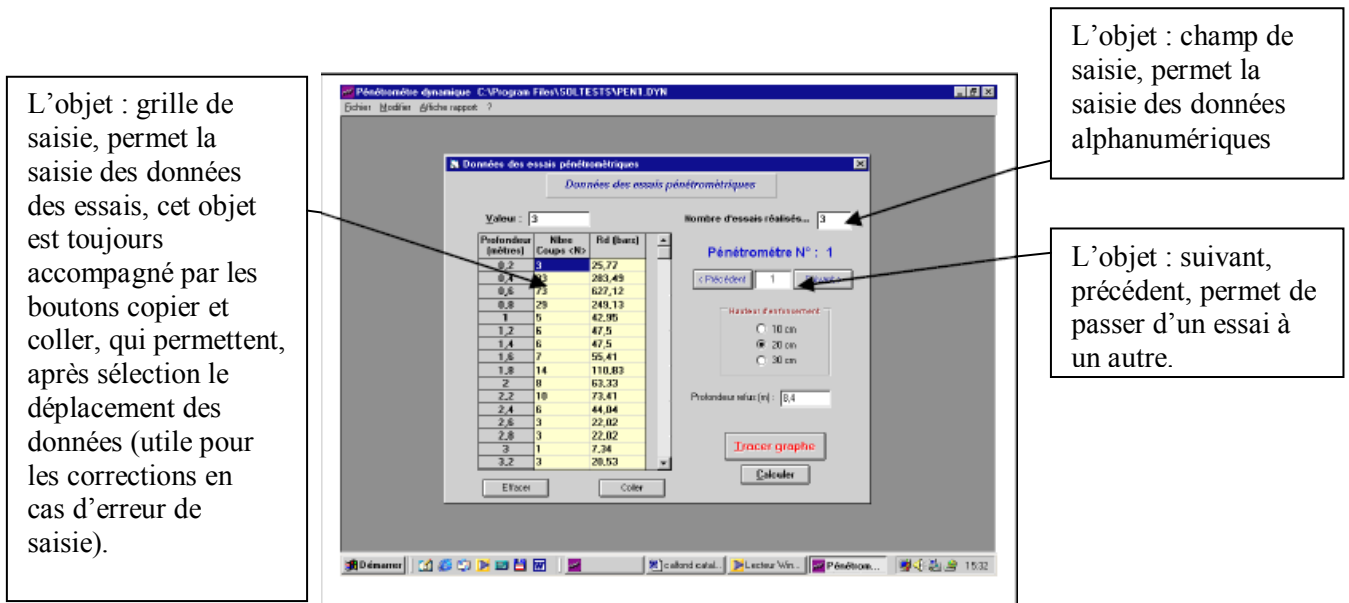 L'objet : grille de
saisie, permet la
saisie des données
des essais, cet objet
est toujours
accompagné par les
boutons copier et
coller, qui permettent,
après sélection le
déplacement des
données (utile pour
les corrections en
cas d'erreur de
saisie).
Pénétromètre dynamique C:\Program Files\SOLTESTS\PEN1.DYN
Fichier Modifier Affiche rapport ?
Données des essais pénétromètriques
Données des essais pénétromètriques
Valeur : 3
Nombre d'essais réalisés... 3
Profondeur Nbre Rd (bars)
(mètres) Coups <N>
0,2 3 25,77
0,4 283,49
0,6 73 627,12
0,8 29 249,13
1 5 42,95
1,2 6 47,5
1,4 6 47,5
1,6 7 55,41
1,8 14 110,83
2 8 63,33
2,2 10 73,41
2,4 6 44,04
2,6 3 22,02
2,8 3 22,02
3 1 7,34
3,2 3 20,53
Effacer Coller
Pénétromètre N° : 1
< Précédent 1 Suivant >
Hauteur d'enfoncement
10 cm
20 cm
30 cm
Profondeur refus (m) : 8,4
Tracer graphe
Calculer
Démarrer callond catal... Lecteur Win... Pénétrom... 15:32
L'objet : champ de
saisie, permet la
saisie des données
alphanumériques
L'objet : suivant,
précédent, permet de
passer d'un essai à
un autre.